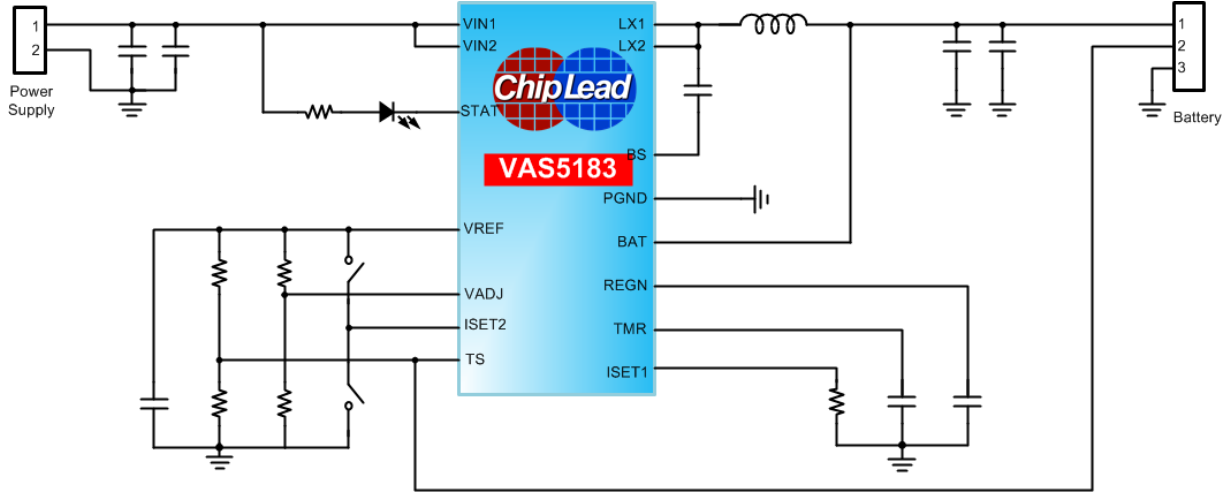 1
2
Power
Supply
VIN1
VIN2
STAT
VREF
VADJ
ISET2
TS
ChipLead
VAS5183
LX1
LX2
BS
PGND
BAT
REGN
TMR
ISET1
1
2
3
Battery